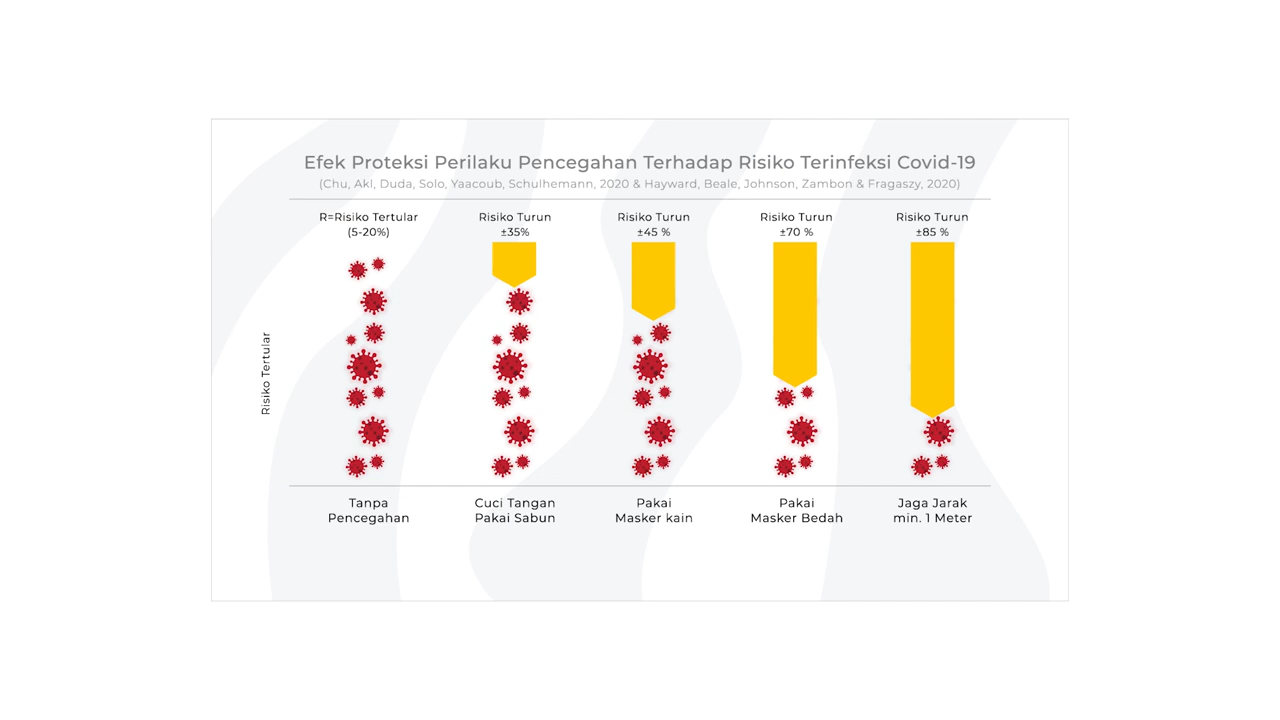 Efek Proteksi Perilaku Pencegahan Terhadap Risiko Terinfeksi Covid-19
(Chu, Akl, Duda, Solo, Yaacoub, Schulhemann, 2020 & Hayward, Beale, Johnson, Zambon & Fragaszy, 2020)
R=Risiko Tertular
(5-20%)
Risiko Turun
±35%
Risiko Turun
±45 %
Risiko Turun
±70 %
Risiko Turun
±85 %
Risiko Tertular
Tanpa
Pencegahan
Cuci Tangan
Pakai Sabun
Pakai
Masker kain
Pakai
Masker Bedah
Jaga Jarak
min. 1 Meter